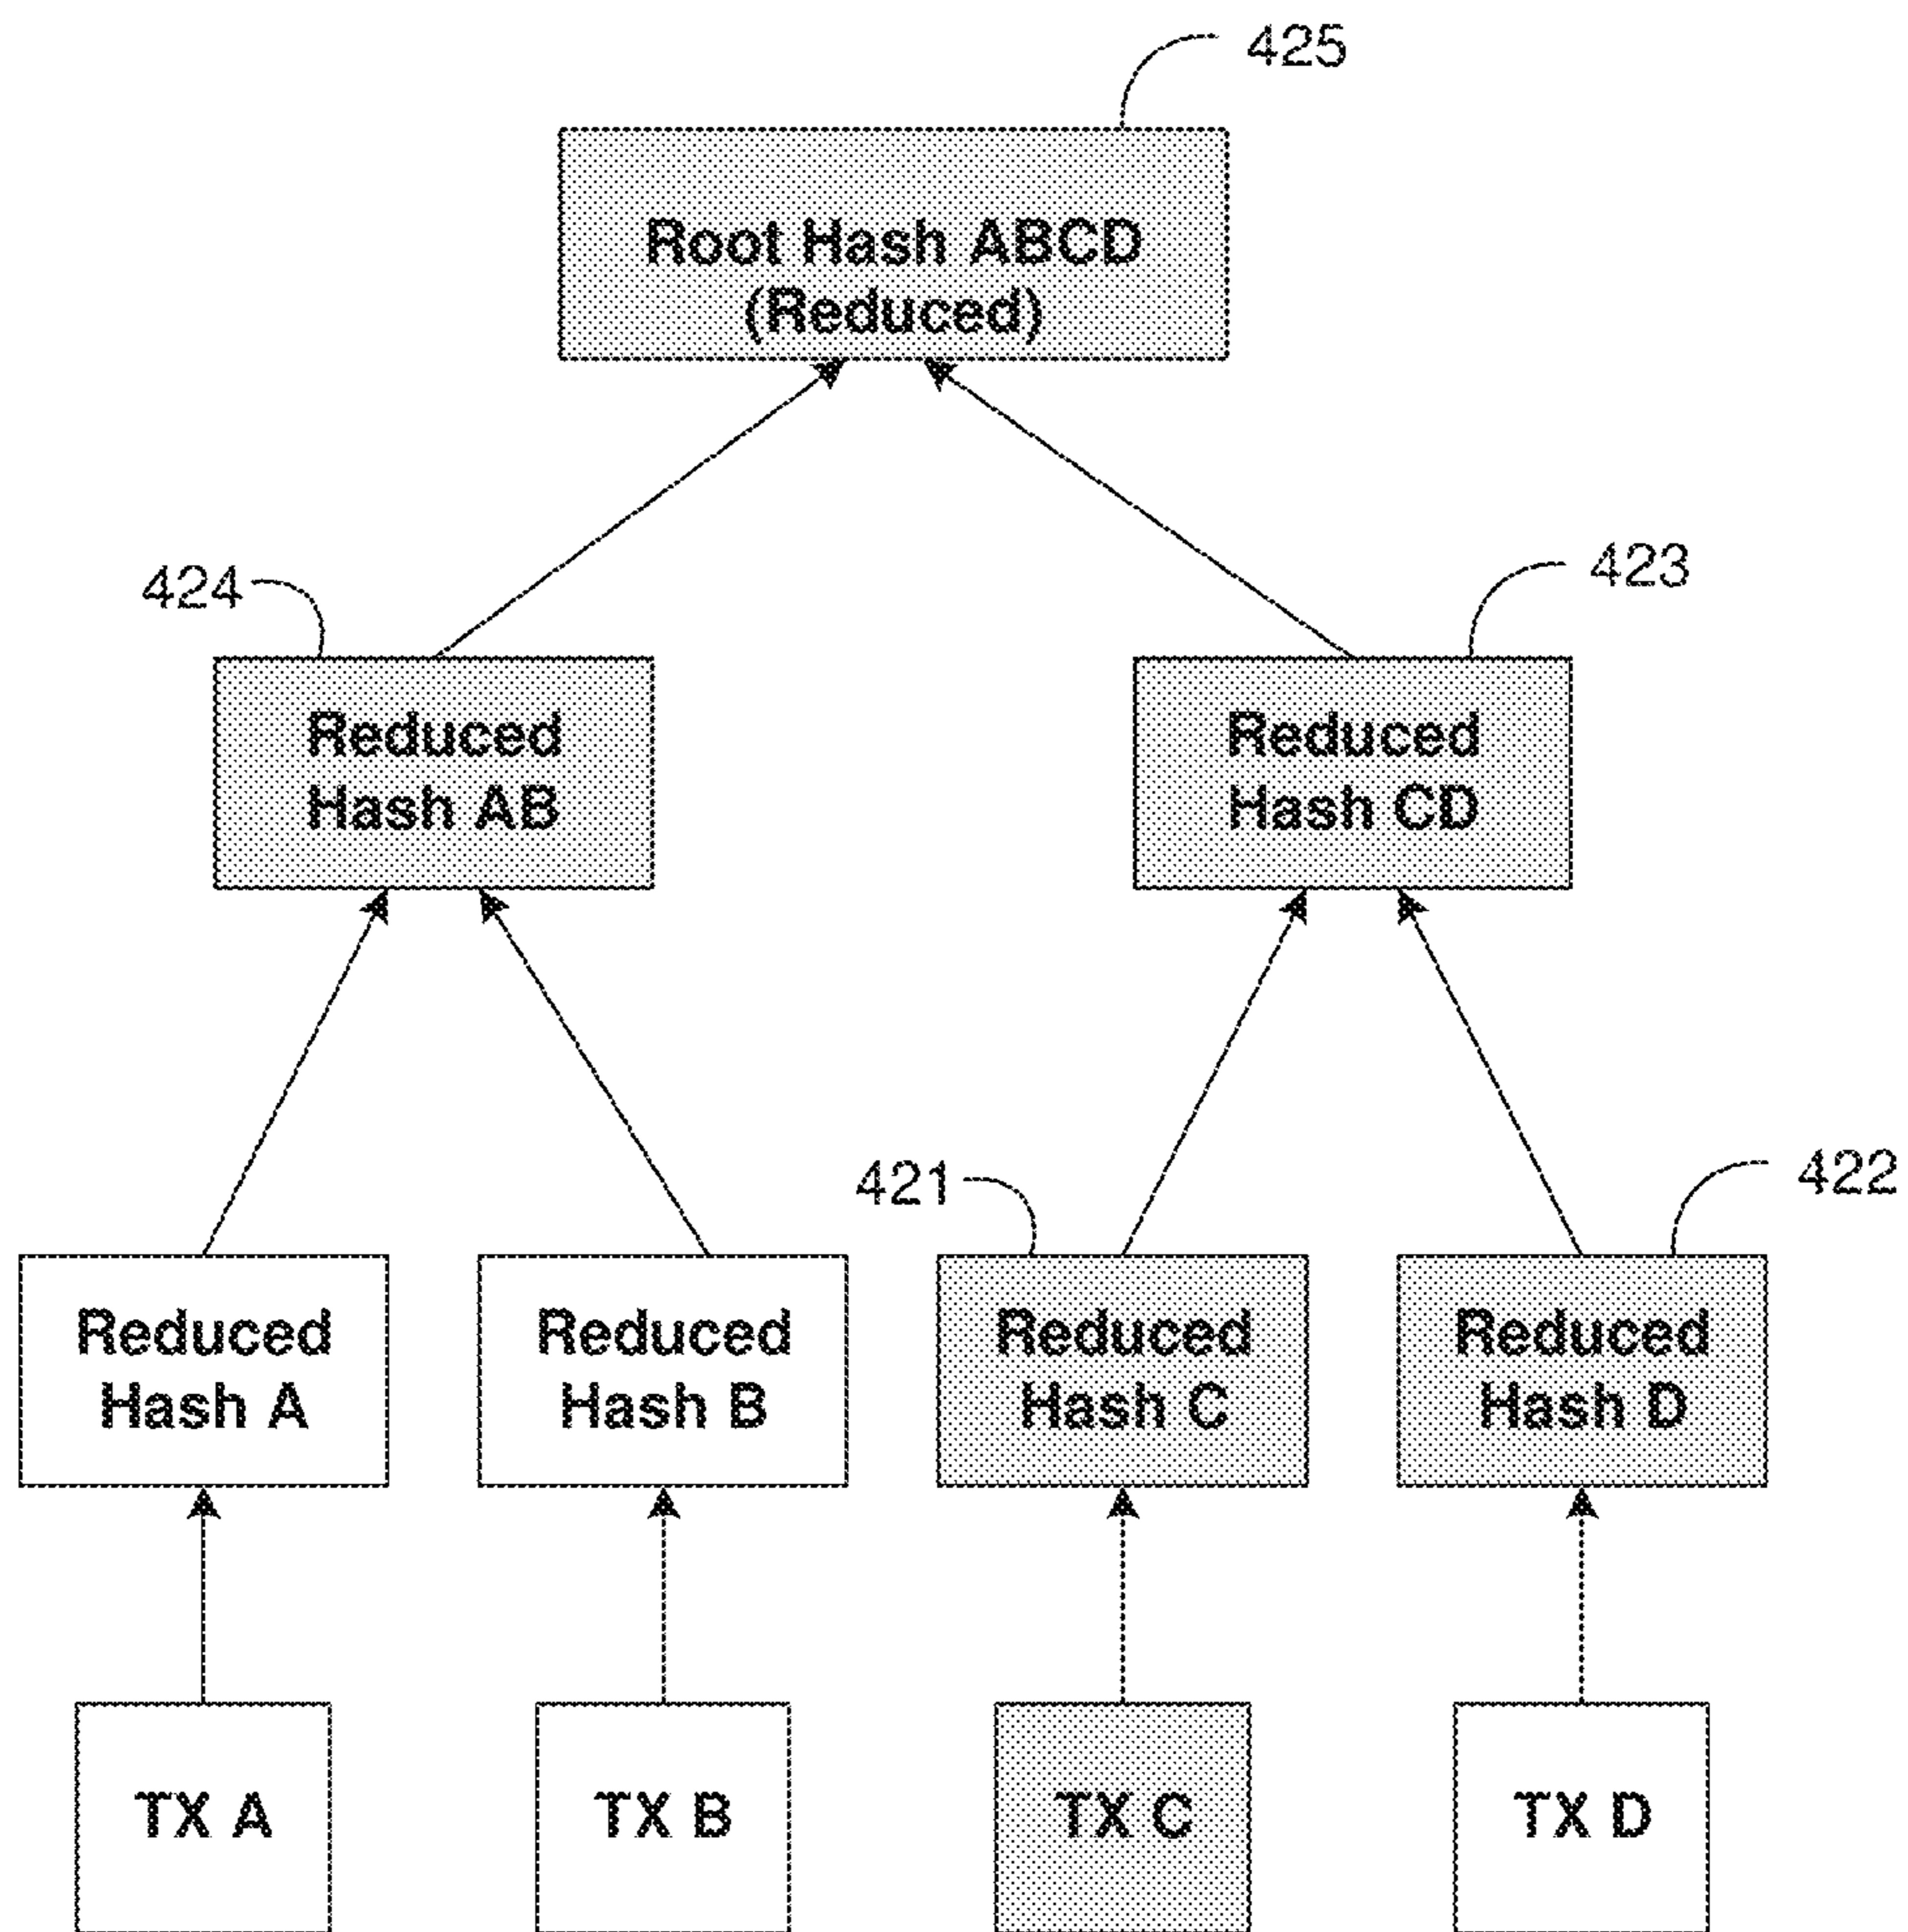 425
Root Hash ABCD
(Reduced)
424
423
Reduced
Hash AB
Reduced
Hash CD
421
422
Reduced
Hash A
Reduced
Hash B
Reduced
Hash C
Reduced
Hash D
TX A
TX B
TX C
TX D